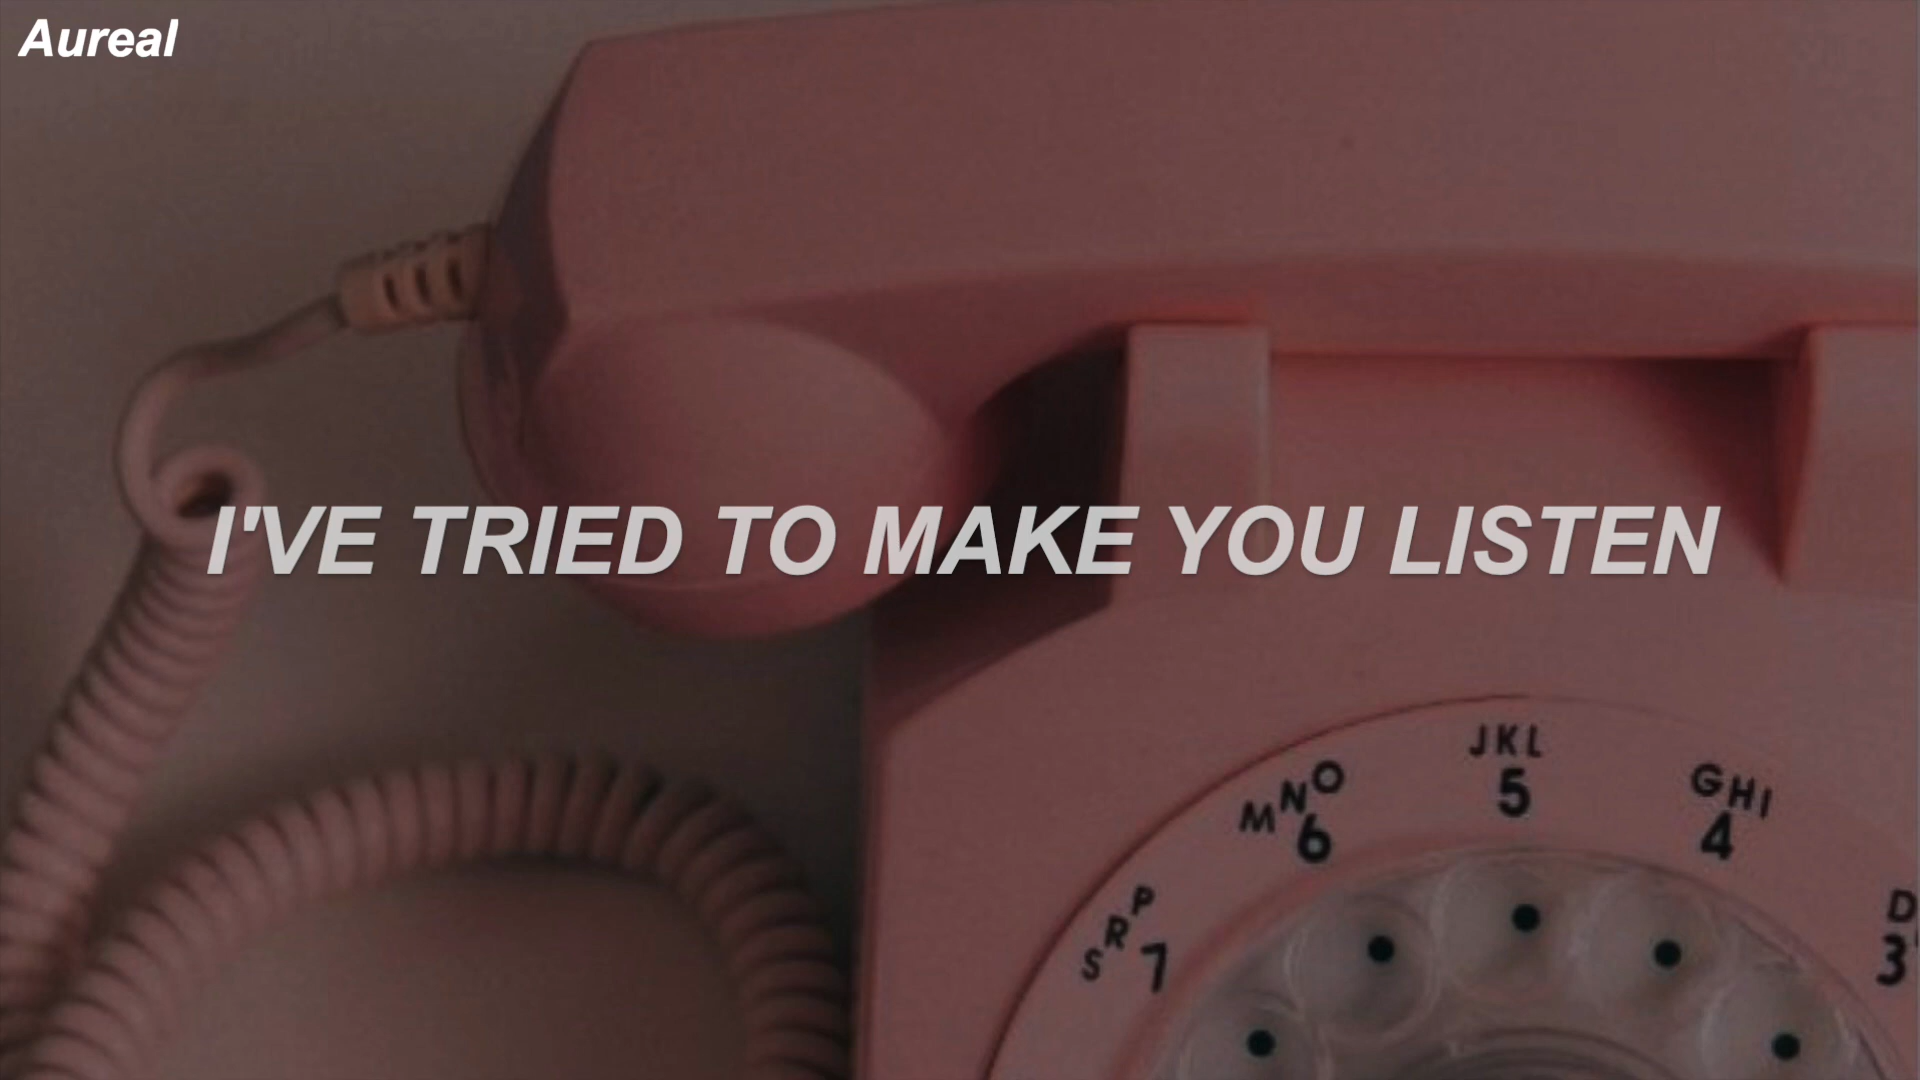 Aureal
I'VE TRIED TO MAKE YOU LISTEN
JKL
5
MNO
6
GHI
4
PRS
7
D
3